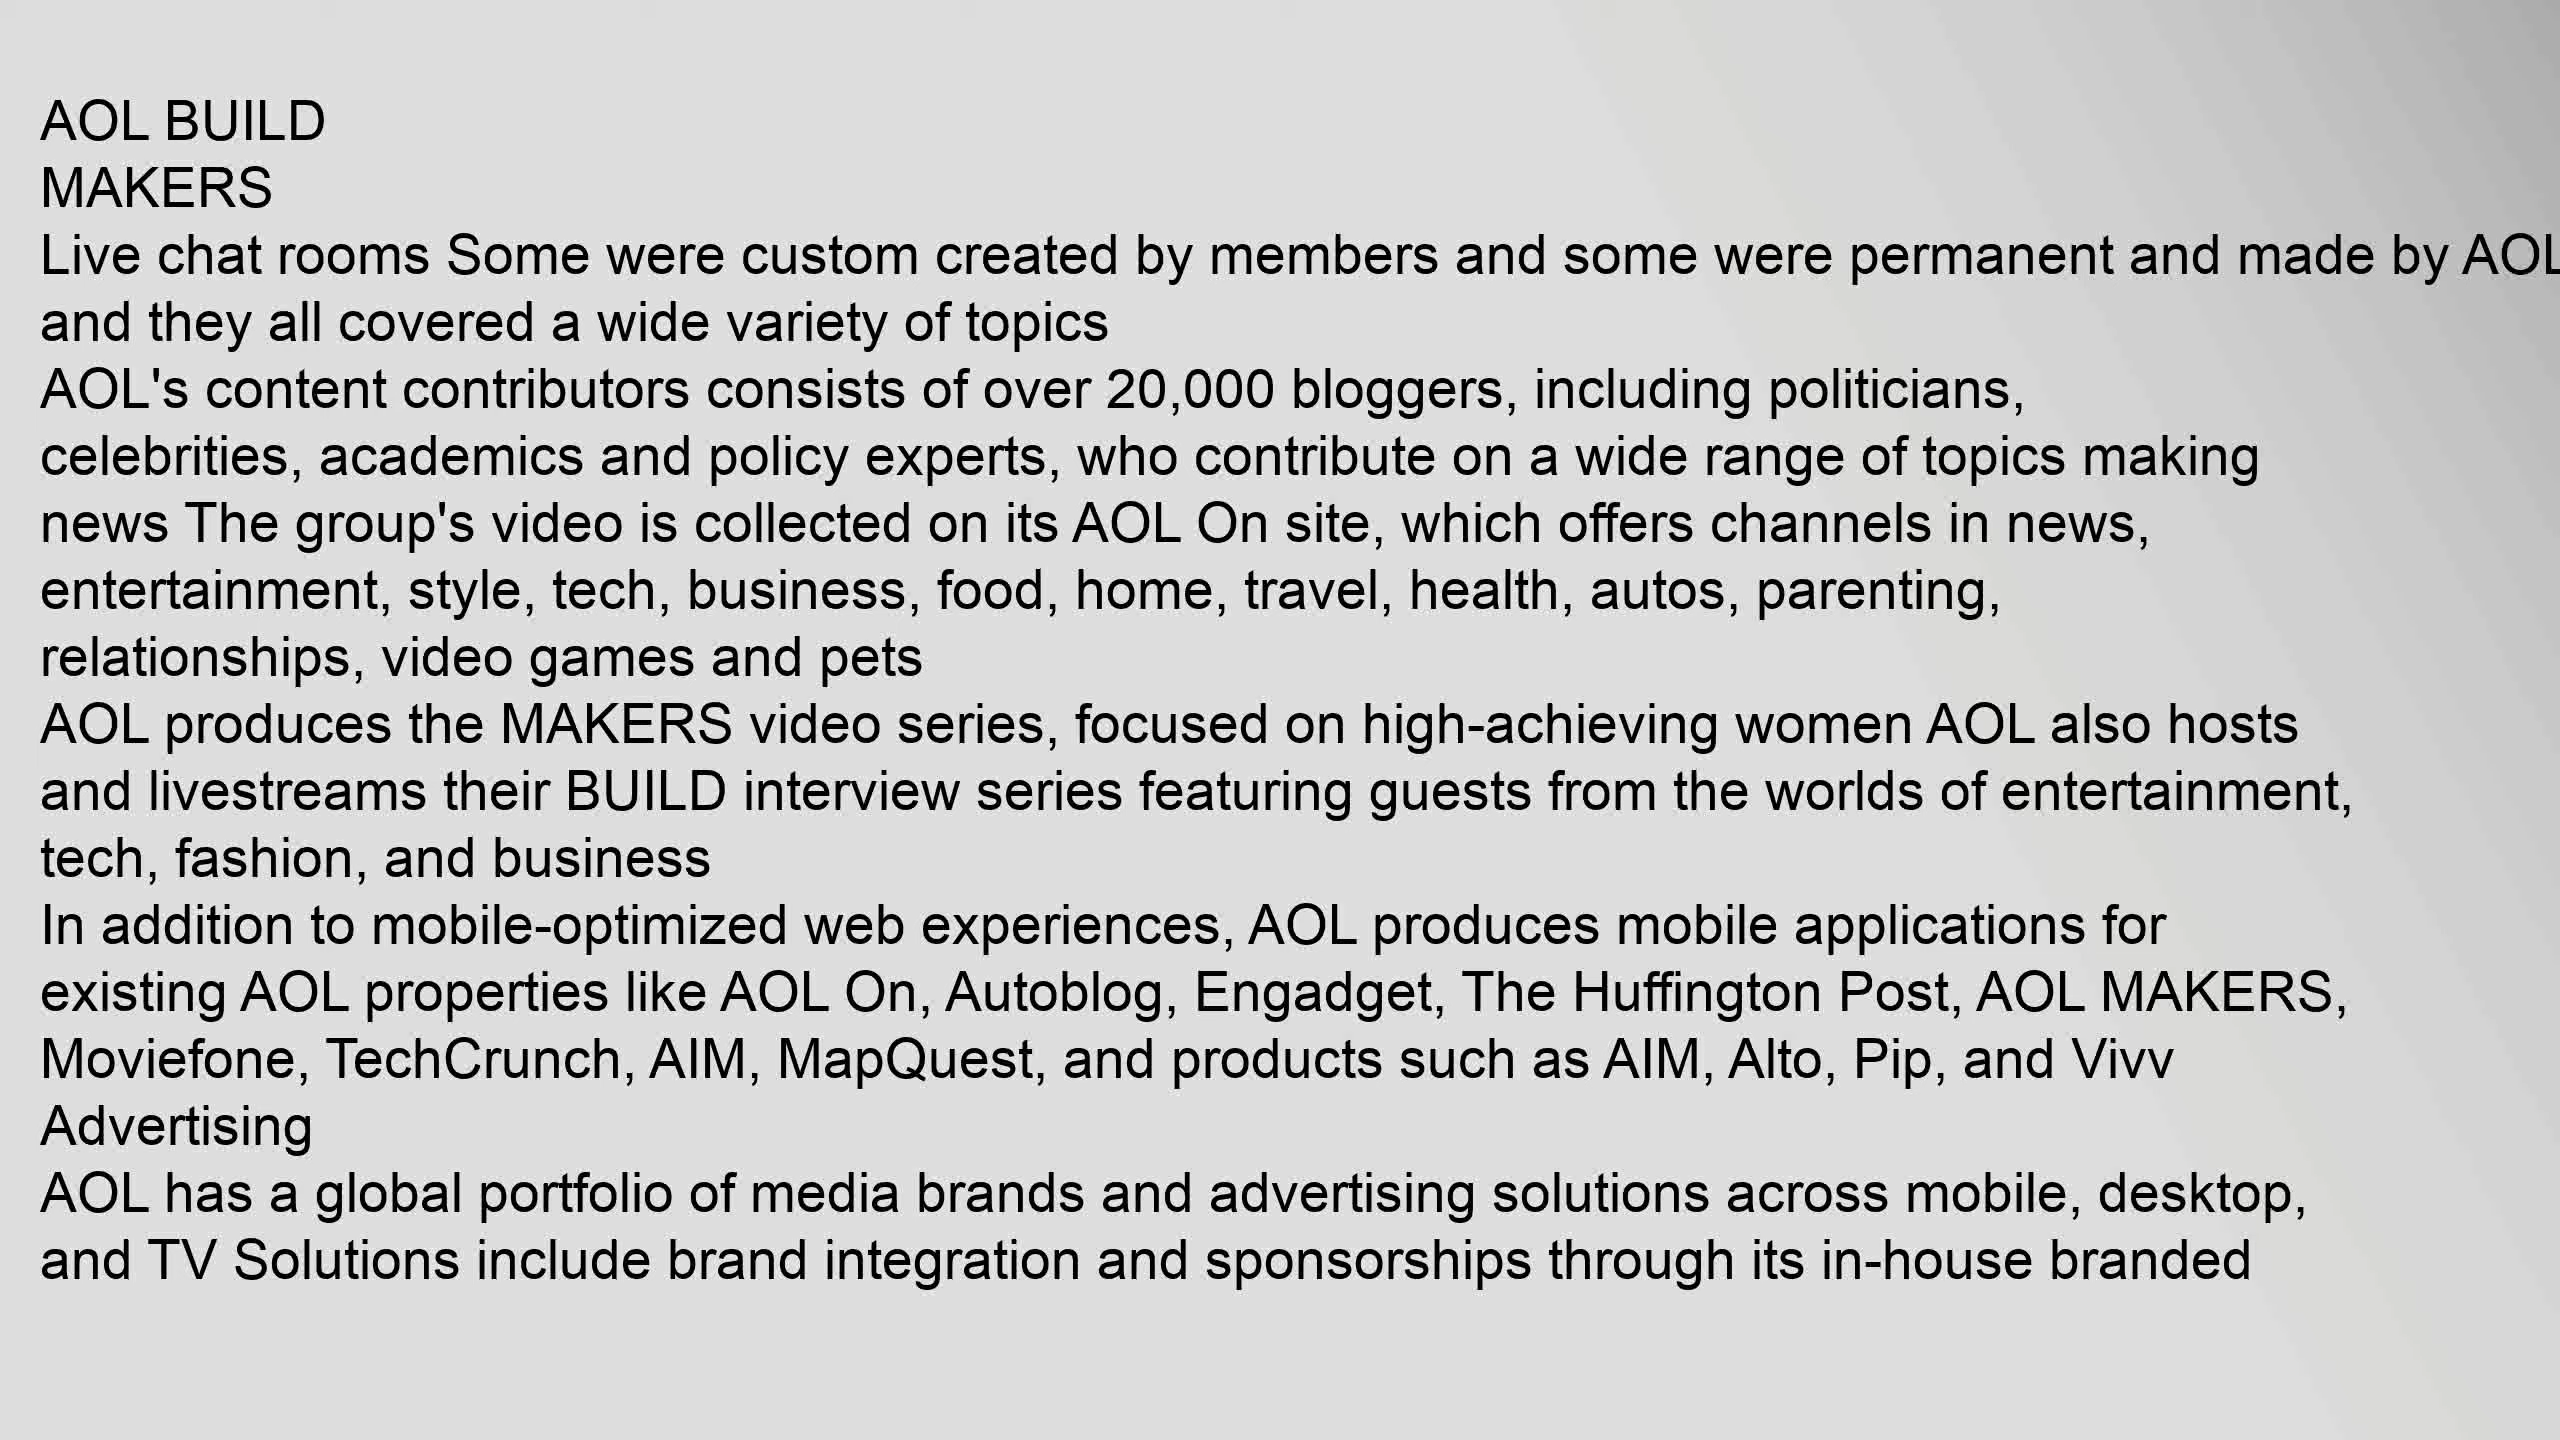 AOL BUILD
MAKERS
Live chat rooms Some were custom created by members and some were permanent and made by AOL
and they all covered a wide variety of topics
AOL's content contributors consists of over 20,000 bloggers, including politicians,
celebrities, academics and policy experts, who contribute on a wide range of topics making
news The group's video is collected on its AOL On site, which offers channels in news,
entertainment, style, tech, business, food, home, travel, health, autos, parenting,
relationships, video games and pets
AOL produces the MAKERS video series, focused on high-achieving women AOL also hosts
and livestreams their BUILD interview series featuring guests from the worlds of entertainment,
tech, fashion, and business
In addition to mobile-optimized web experiences, AOL produces mobile applications for
existing AOL properties like AOL On, Autoblog, Engadget, The Huffington Post, AOL MAKERS,
Moviefone, TechCrunch, AIM, MapQuest, and products such as AIM, Alto, Pip, and Vivv
Advertising
AOL has a global portfolio of media brands and advertising solutions across mobile, desktop,
and TV Solutions include brand integration and sponsorships through its in-house branded